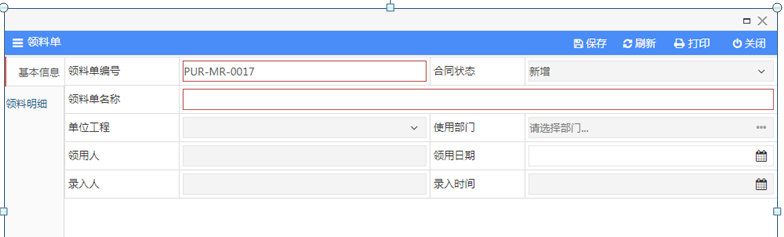 领料单 保存 刷新 打印 关闭
基本信息 领料单编号 PUR-MR-0017 合同状态 新增
领料单名称
领料明细
单位工程 使用部门 请选择部门...
领用人 领用日期
录入人 录入时间